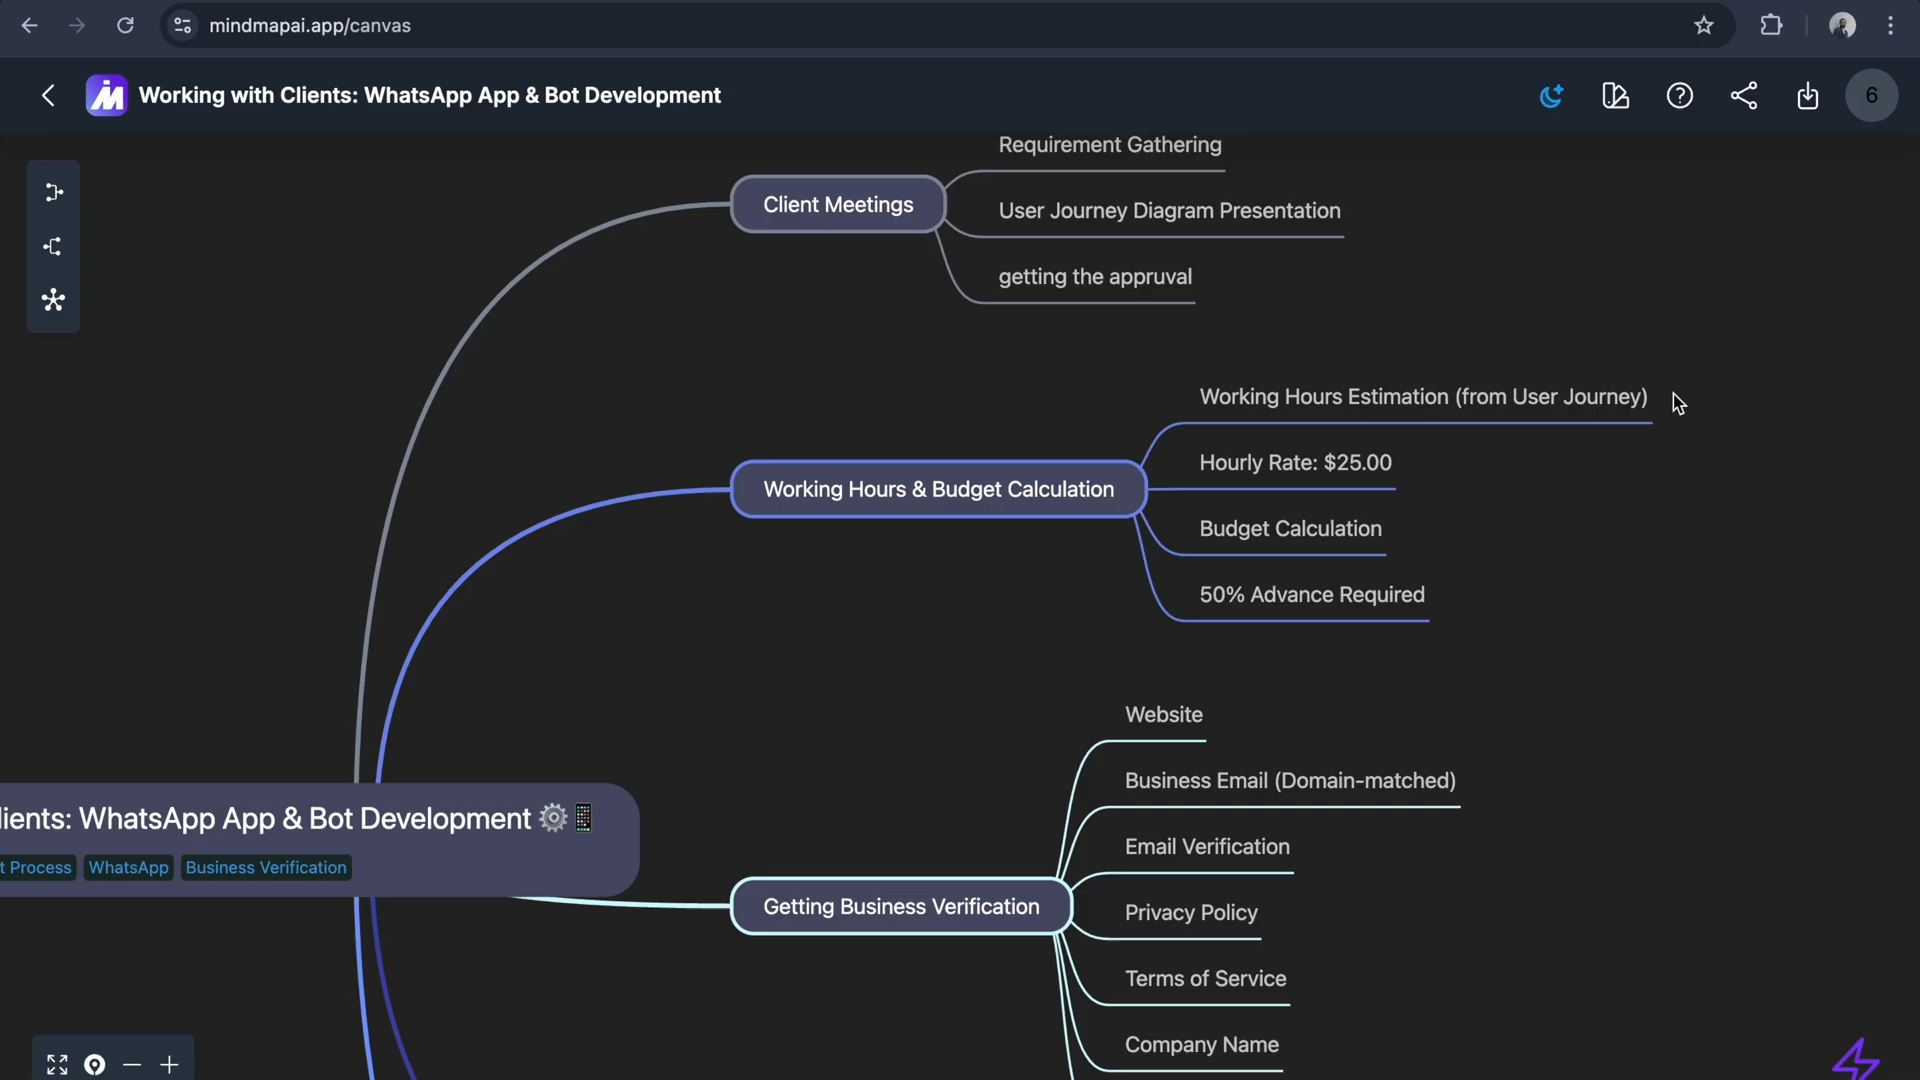 mindmapai.app/canvas
Working with Clients: WhatsApp App & Bot Development
6
Requirement Gathering
Client Meetings
User Journey Diagram Presentation
getting the appruval
Working Hours Estimation (from User Journey)
Hourly Rate: $25.00
Working Hours & Budget Calculation
Budget Calculation
50% Advance Required
Website
Business Email (Domain-matched)
lients: WhatsApp App & Bot Development
t Process WhatsApp Business Verification
Email Verification
Getting Business Verification
Privacy Policy
Terms of Service
Company Name